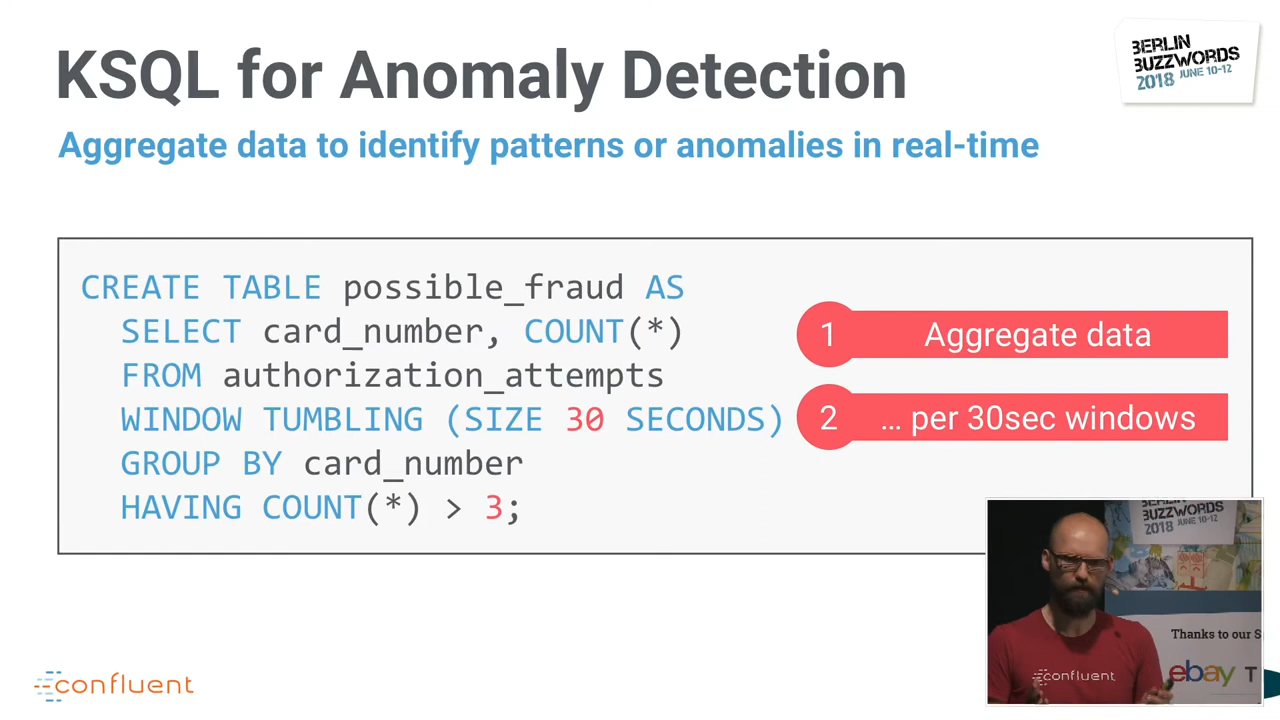 KSQL for Anomaly Detection
BERLIN
BUZZWORDS
2018 JUNE 10-12
Aggregate data to identify patterns or anomalies in real-time
CREATE TABLE possible_fraud AS
SELECT card_number, COUNT(*)
FROM authorization_attempts
WINDOW TUMBLING (SIZE 30 SECONDS)
GROUP BY card_number
HAVING COUNT(*) > 3;
1 Aggregate data
2 ... per 30sec windows
BERLIN
BUZZWORDS
2018 JUNE 10-12
Thanks to our S
confluent
ebay T
confluent